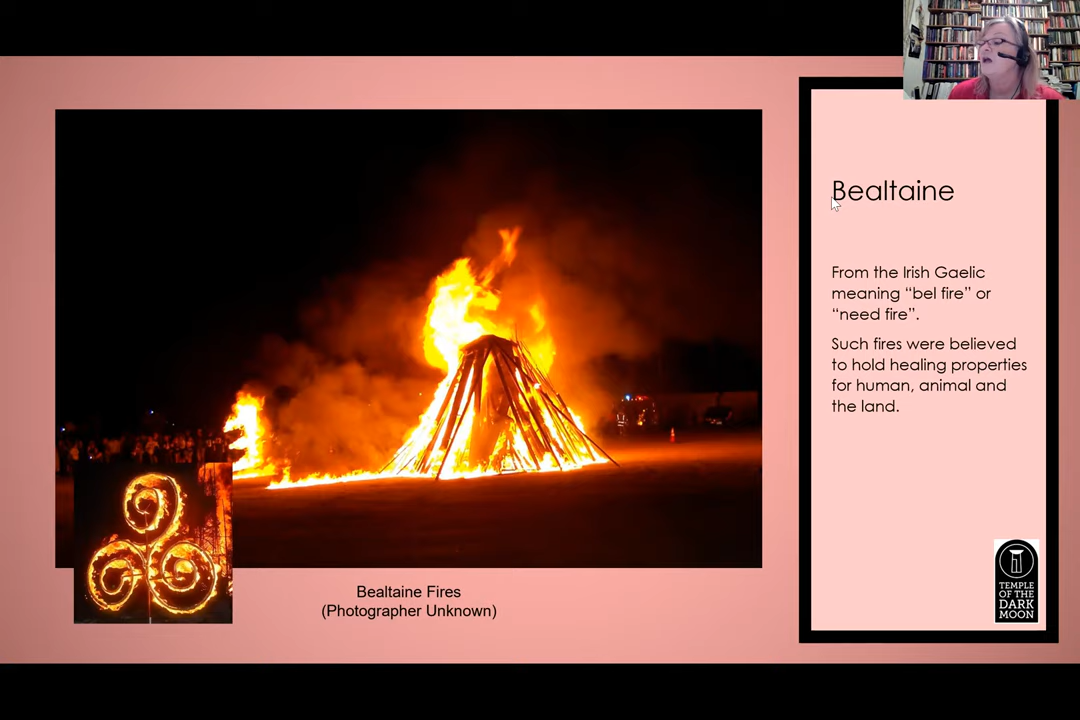 Bealtaine
From the Irish Gaelic
meaning “bel fire” or
“need fire”.
Such fires were believed
to hold healing properties
for human, animal and
the land.
Bealtaine Fires
(Photographer Unknown)
TEMPLE
OF THE
DARK
MOON